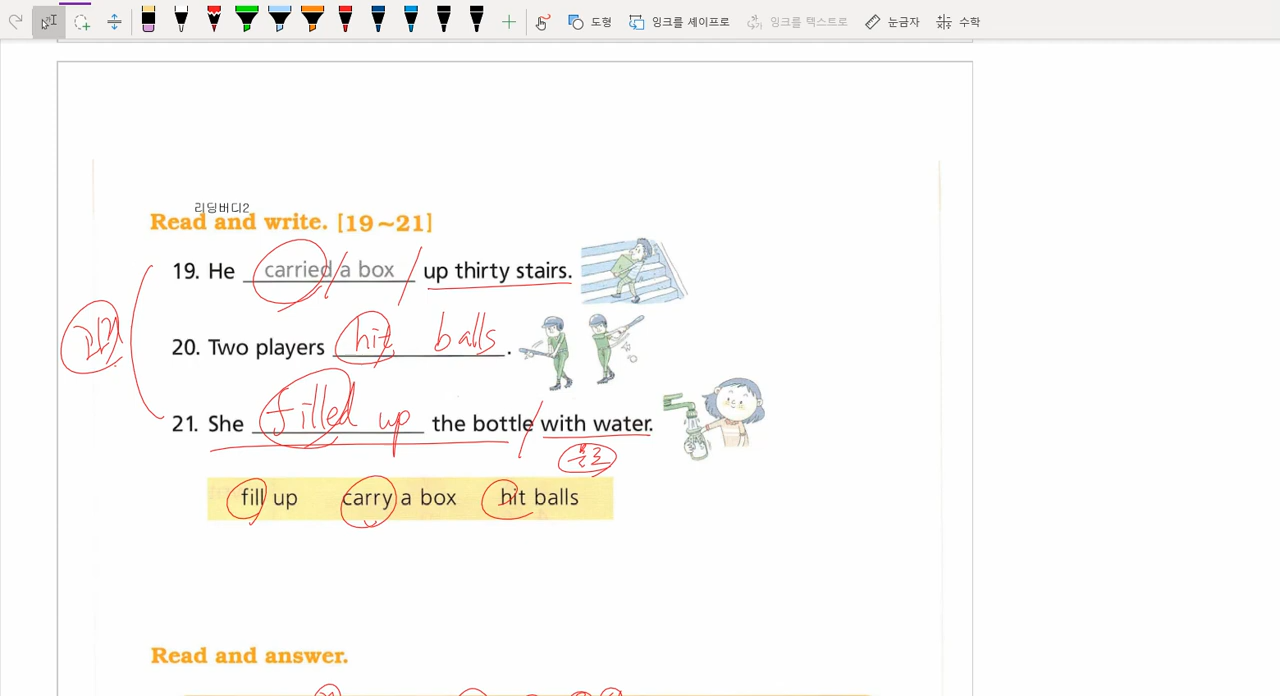 도형 잉크를 셰이프로 잉크를 텍스트로 눈금자 수학
리딩버디2
Read and write. [19~21]
19. He carried a box up thirty stairs.
20. Two players hit balls.
21. She filled up the bottle with water.
물로
fill up carry a box hit balls
Read and answer.